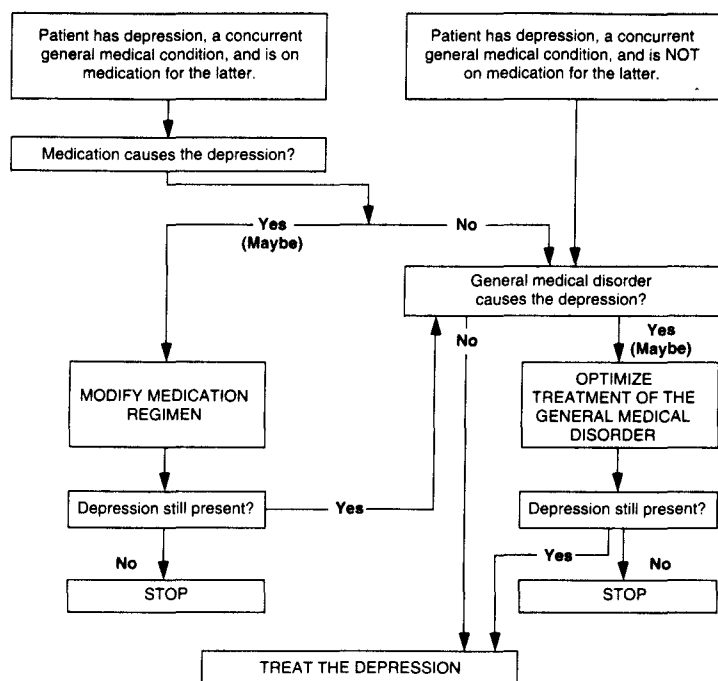 Patient has depression, a concurrent
general medical condition, and is on
medication for the latter.
Patient has depression, a concurrent
general medical condition, and is NOT
on medication for the latter.
Medication causes the depression?
Yes
(Maybe)
No
General medical disorder
causes the depression?
No
Yes
(Maybe)
MODIFY MEDICATION
REGIMEN
OPTIMIZE
TREATMENT OF THE
GENERAL MEDICAL
DISORDER
Depression still present?
Yes
Depression still present?
No
Yes
No
STOP
STOP
TREAT THE DEPRESSION